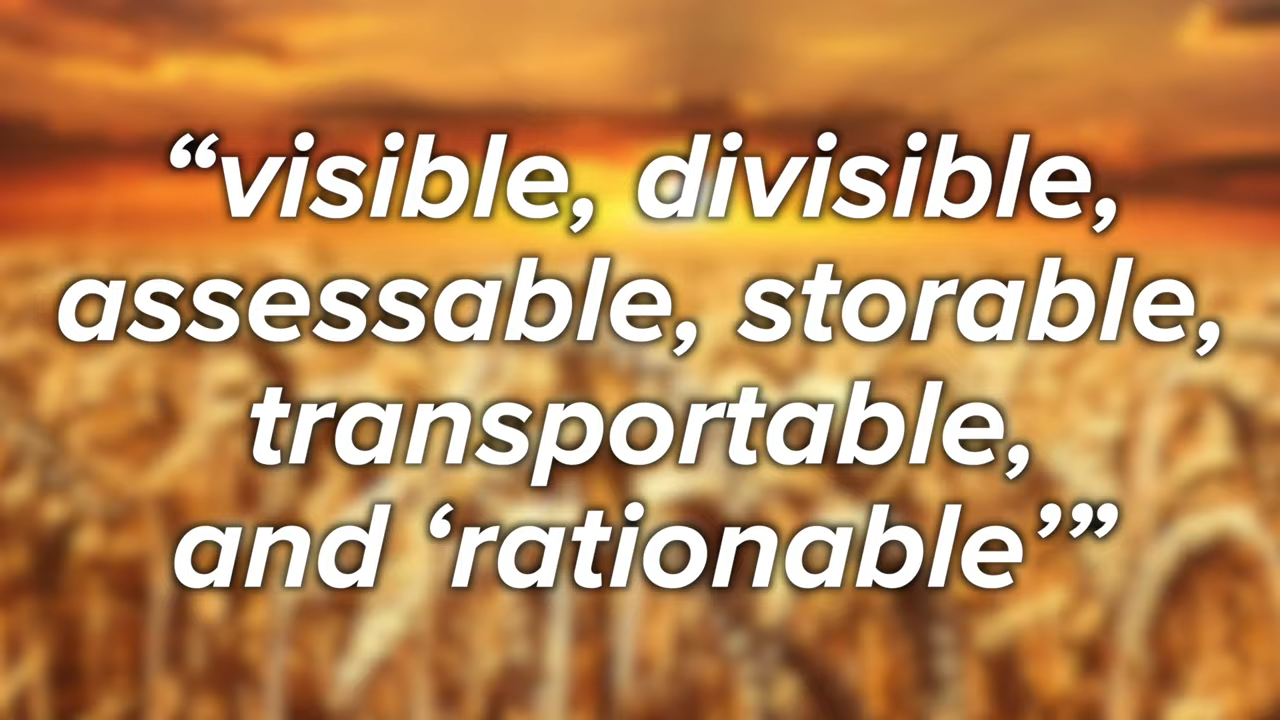 “visible, divisible,
assessable, storable,
transportable,
and ‘rationable’”